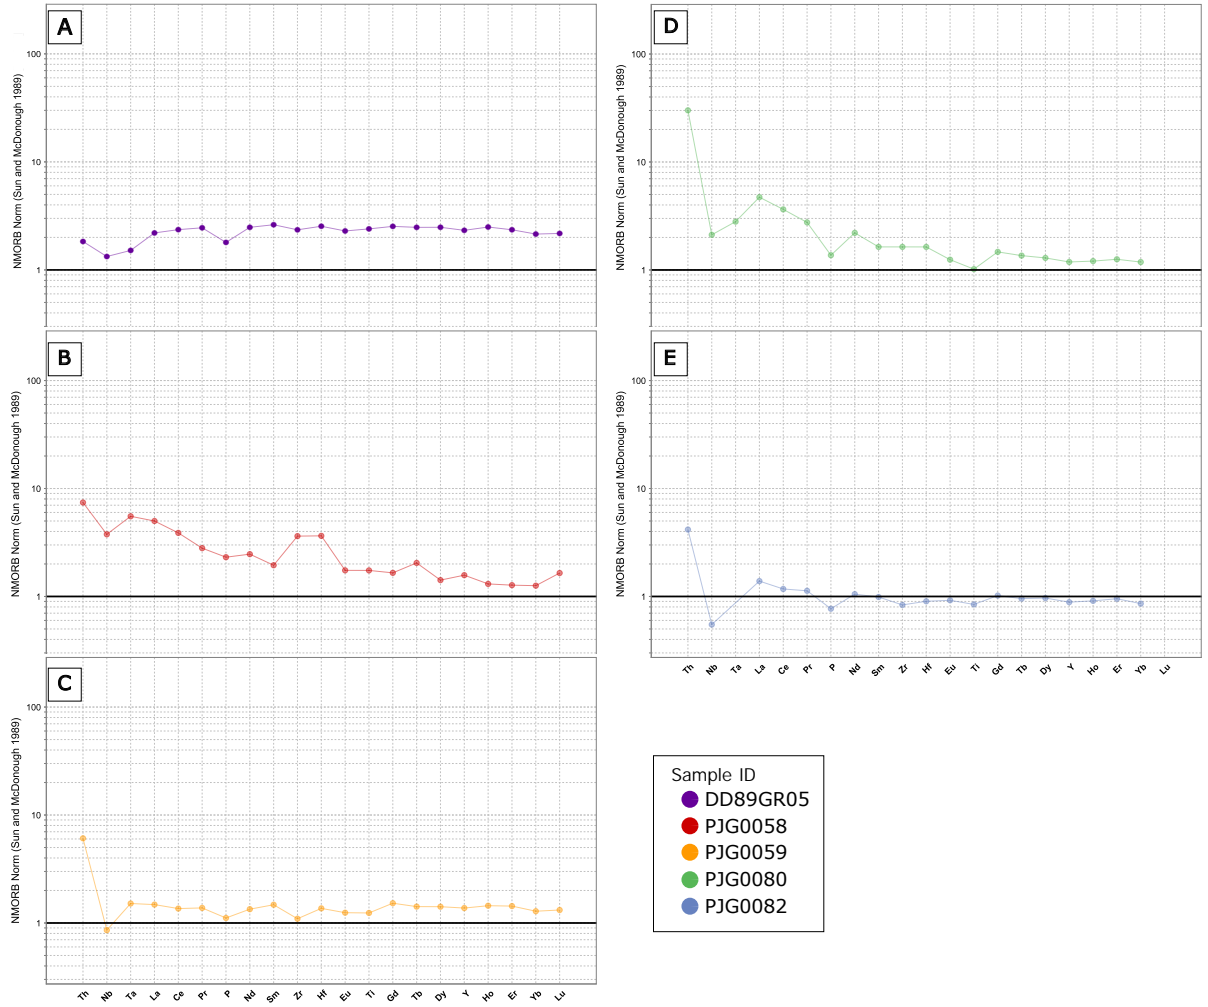 A
NMORB Norm (Sun and McDonough 1989)
100
10
1
B
NMORB Norm (Sun and McDonough 1989)
100
10
1
C
NMORB Norm (Sun and McDonough 1989)
100
10
1
Th Nb Ta La Ce Pr P Nd Sm Zr Hf Eu Ti Gd Tb Dy Y Ho Er Yb Lu
D
NMORB Norm (Sun and McDonough 1989)
100
10
1
E
NMORB Norm (Sun and McDonough 1989)
100
10
1
Th Nb Ta La Ce Pr P Nd Sm Zr Hf Eu Ti Gd Tb Dy Y Ho Er Yb Lu
Sample ID
DD89GR05
PJG0058
PJG0059
PJG0080
PJG0082